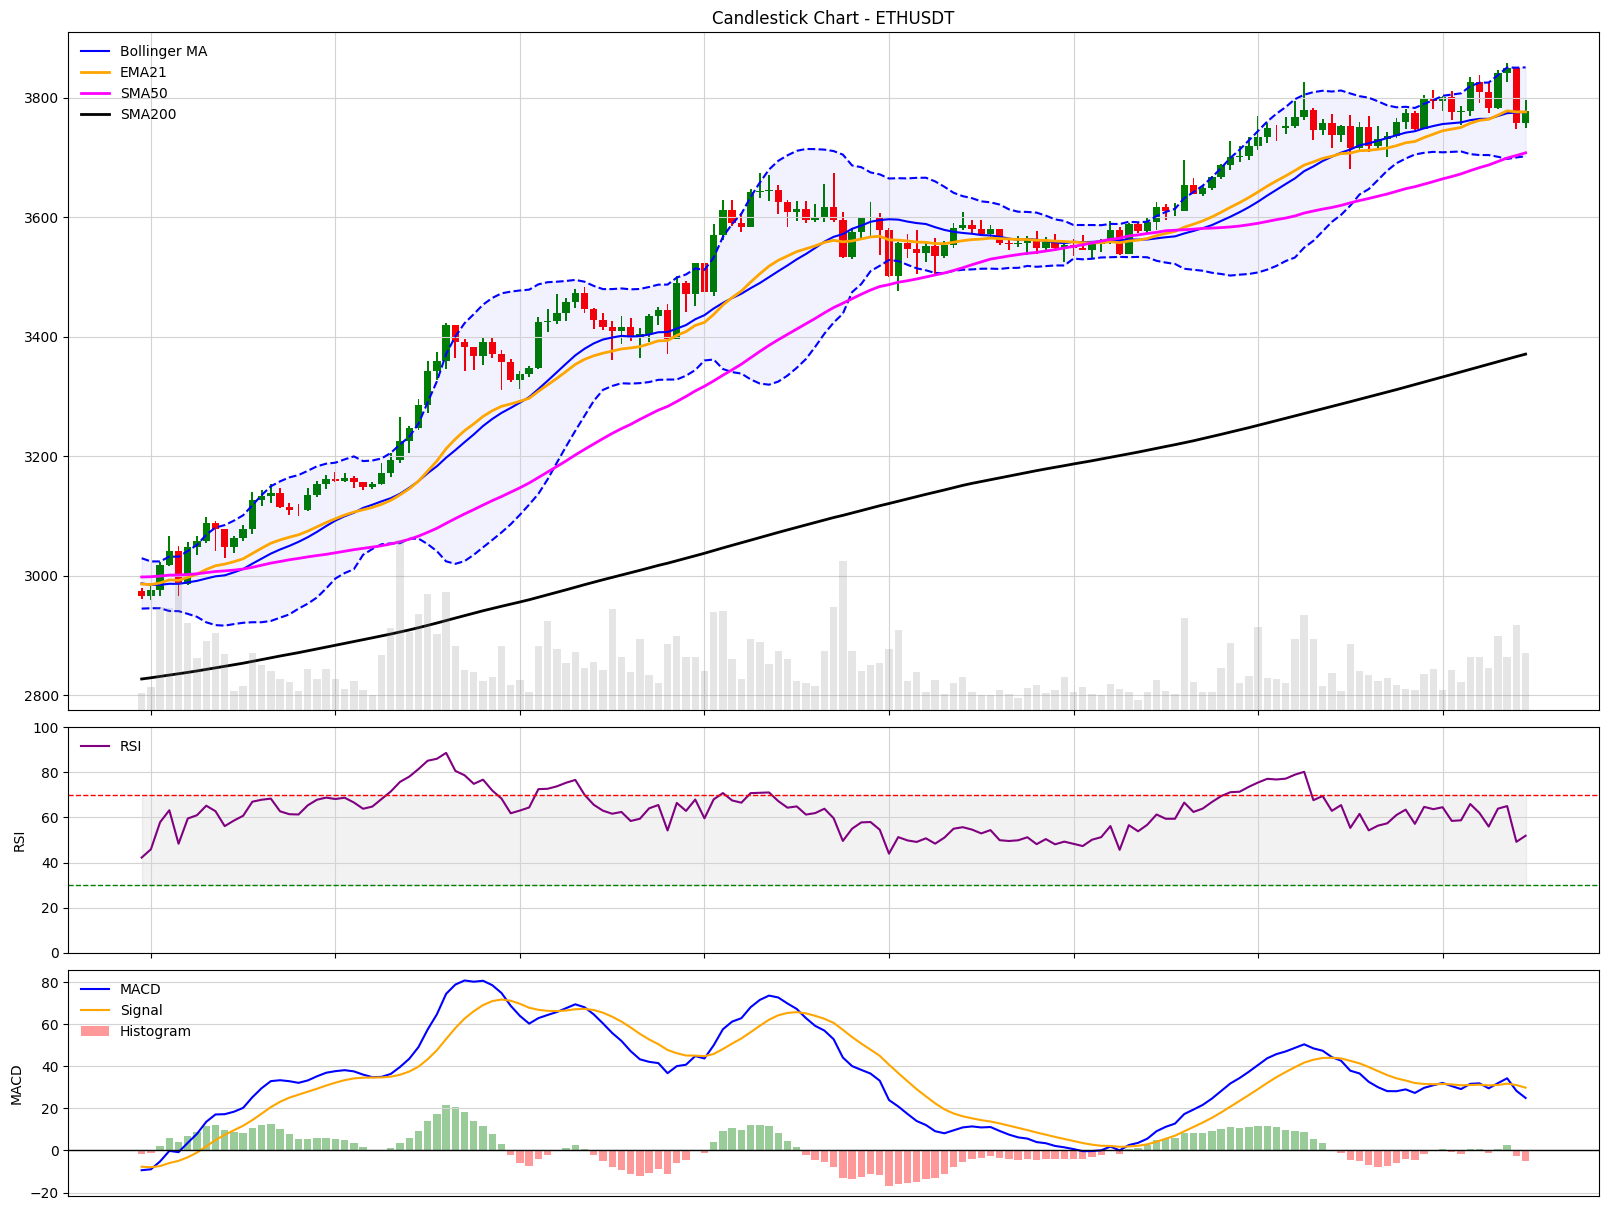 Candlestick Chart - ETHUSDT
Bollinger MA
EMA21
SMA50
SMA200
3800
3600
3400
3200
3000
2800
RSI
100
80
60
40
20
0
RSI
MACD
Signal
Histogram
80
60
40
20
0
−20
MACD